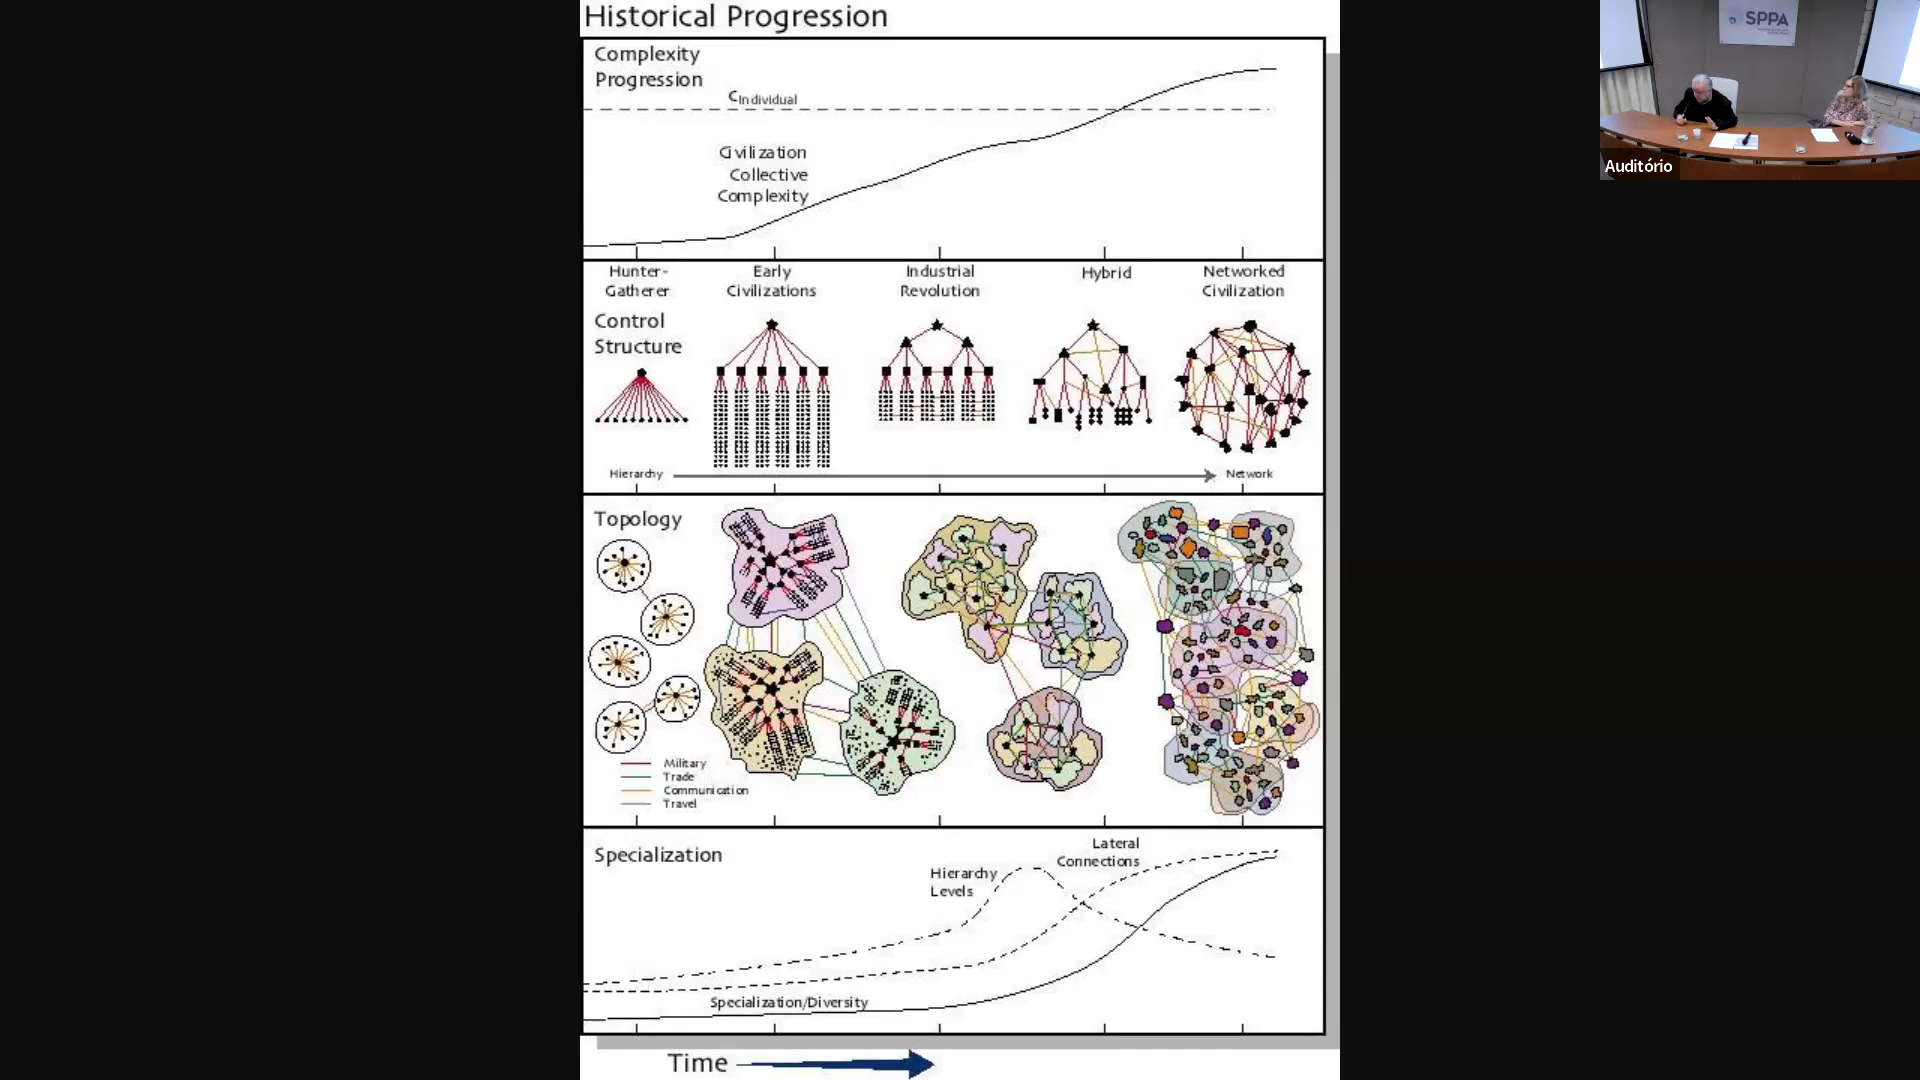 Historical Progression
Complexity
Progression
CIndividual
Civilization
Collective
Complexity
Hunter-
Gatherer
Early
Civilizations
Industrial
Revolution
Hybrid
Networked
Civilization
Control
Structure
Hierarchy
Network
Topology
Military
Trade
Communication
Travel
Specialization
Hierarchy
Levels
Lateral
Connections
Specialization/Diversity
Time
SPPA
Auditório